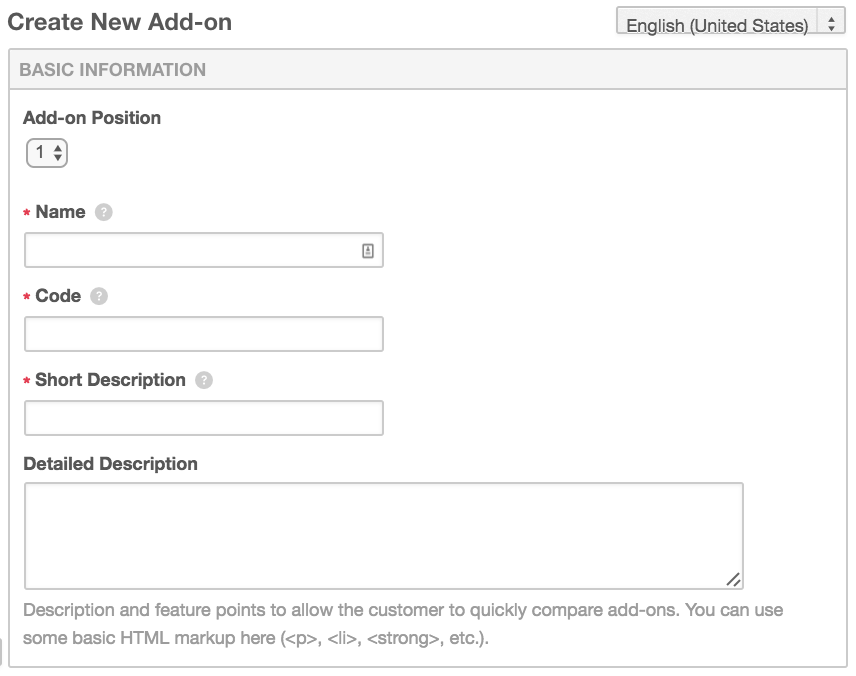 Create New Add-on
English (United States)
BASIC INFORMATION
Add-on Position
1
* Name ?
* Code ?
* Short Description ?
Detailed Description
Description and feature points to allow the customer to quickly compare add-ons. You can use
some basic HTML markup here (<p>, <li>, <strong>, etc.).